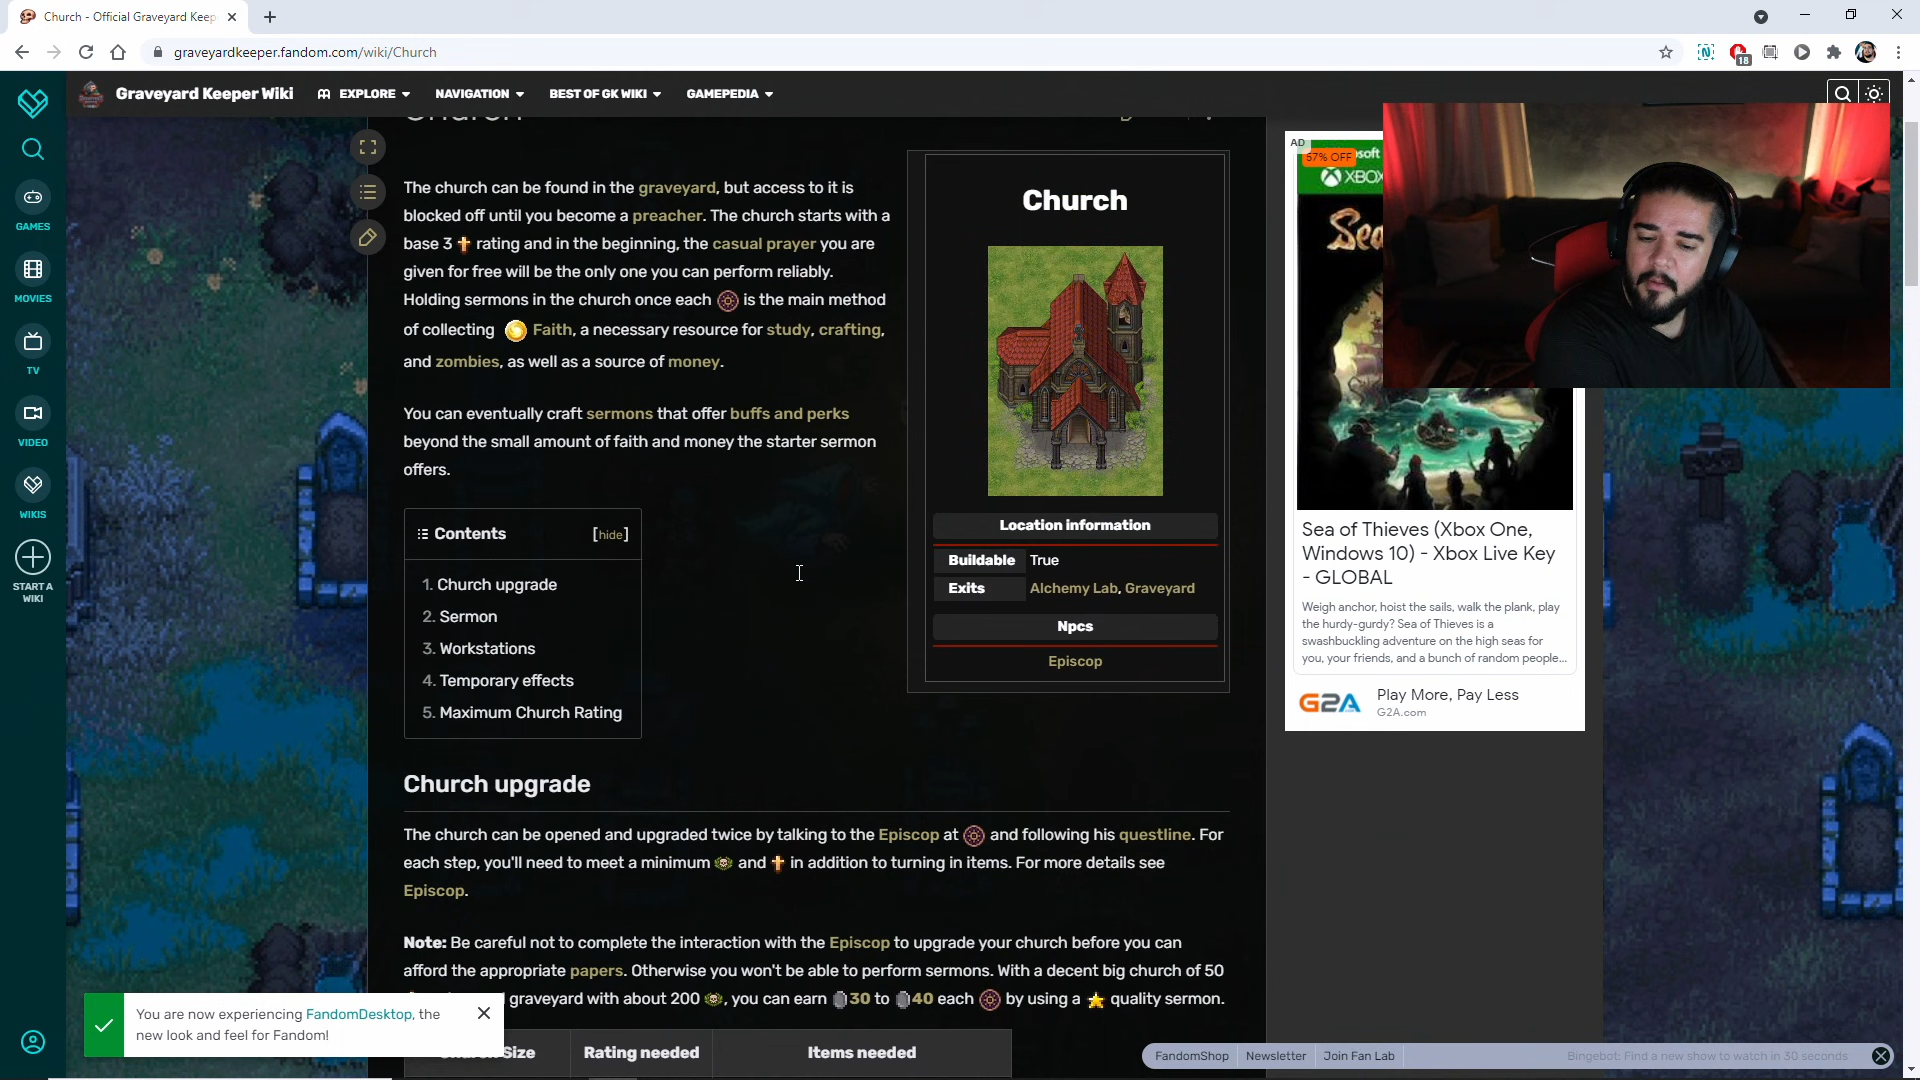 Church - Official Graveyard Keep
graveyardkeeper.fandom.com/wiki/Church
18
Graveyard Keeper Wiki
EXPLORE
NAVIGATION
BEST OF GK WIKI
GAMEPEDIA
GAMES
MOVIES
TV
VIDEO
WIKIS
START A
WIKI
Church
The church can be found in the graveyard, but access to it is
blocked off until you become a preacher. The church starts with a
base 3 rating and in the beginning, the casual prayer you are
given for free will be the only one you can perform reliably.
Holding sermons in the church once each is the main method
of collecting Faith, a necessary resource for study, crafting,
and zombies, as well as a source of money.
You can eventually craft sermons that offer buffs and perks
beyond the small amount of faith and money the starter sermon
offers.
Contents [hide]
1. Church upgrade
2. Sermon
3. Workstations
4. Temporary effects
5. Maximum Church Rating
Church
Location information
Buildable True
Exits Alchemy Lab, Graveyard
Npcs
Episcop
Church upgrade
The church can be opened and upgraded twice by talking to the Episcop at and following his questline. For
each step, you'll need to meet a minimum and in addition to turning in items. For more details see
Episcop.
Note: Be careful not to complete the interaction with the Episcop to upgrade your church before you can
afford the appropriate papers. Otherwise you won't be able to perform sermons. With a decent big church of 50
graveyard with about 200 , you can earn 30 to 40 each by using a quality sermon.
Size
Rating needed
Items needed
AD
57% OFF
XBOX
Sea
Sea of Thieves (Xbox One,
Windows 10) - Xbox Live Key
- GLOBAL
Weigh anchor, hoist the sails, walk the plank, play
the hurdy-gurdy? Sea of Thieves is a
swashbuckling adventure on the high seas for
you, your friends, and a bunch of random people...
G2A
Play More, Pay Less
G2A.com
You are now experiencing FandomDesktop, the
new look and feel for Fandom!
FandomShop
Newsletter
Join Fan Lab
Bingebot: Find a new show to watch in 30 seconds